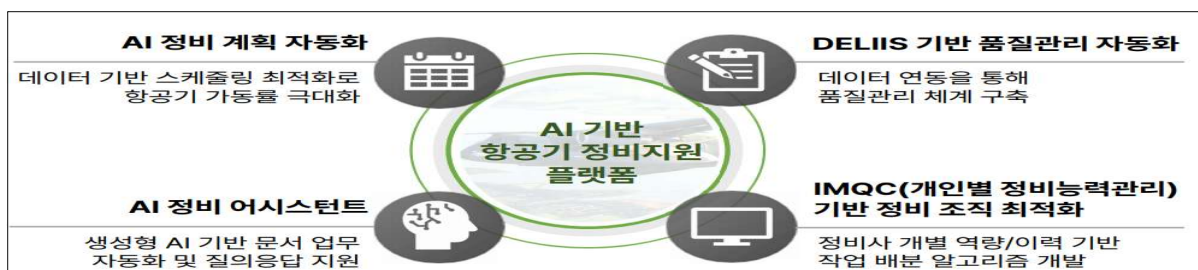 AI 정비 계획 자동화
데이터 기반 스케줄링 최적화로
항공기 가동률 극대화
DELIIS 기반 품질관리 자동화
데이터 연동을 통해
품질관리 체계 구축
AI 기반
항공기 정비지원
플랫폼
AI 정비 어시스턴트
생성형 AI 기반 문서 업무
자동화 및 질의응답 지원
IMQC(개인별 정비능력관리)
기반 정비 조직 최적화
정비사 개별 역량/이력 기반
작업 배분 알고리즘 개발